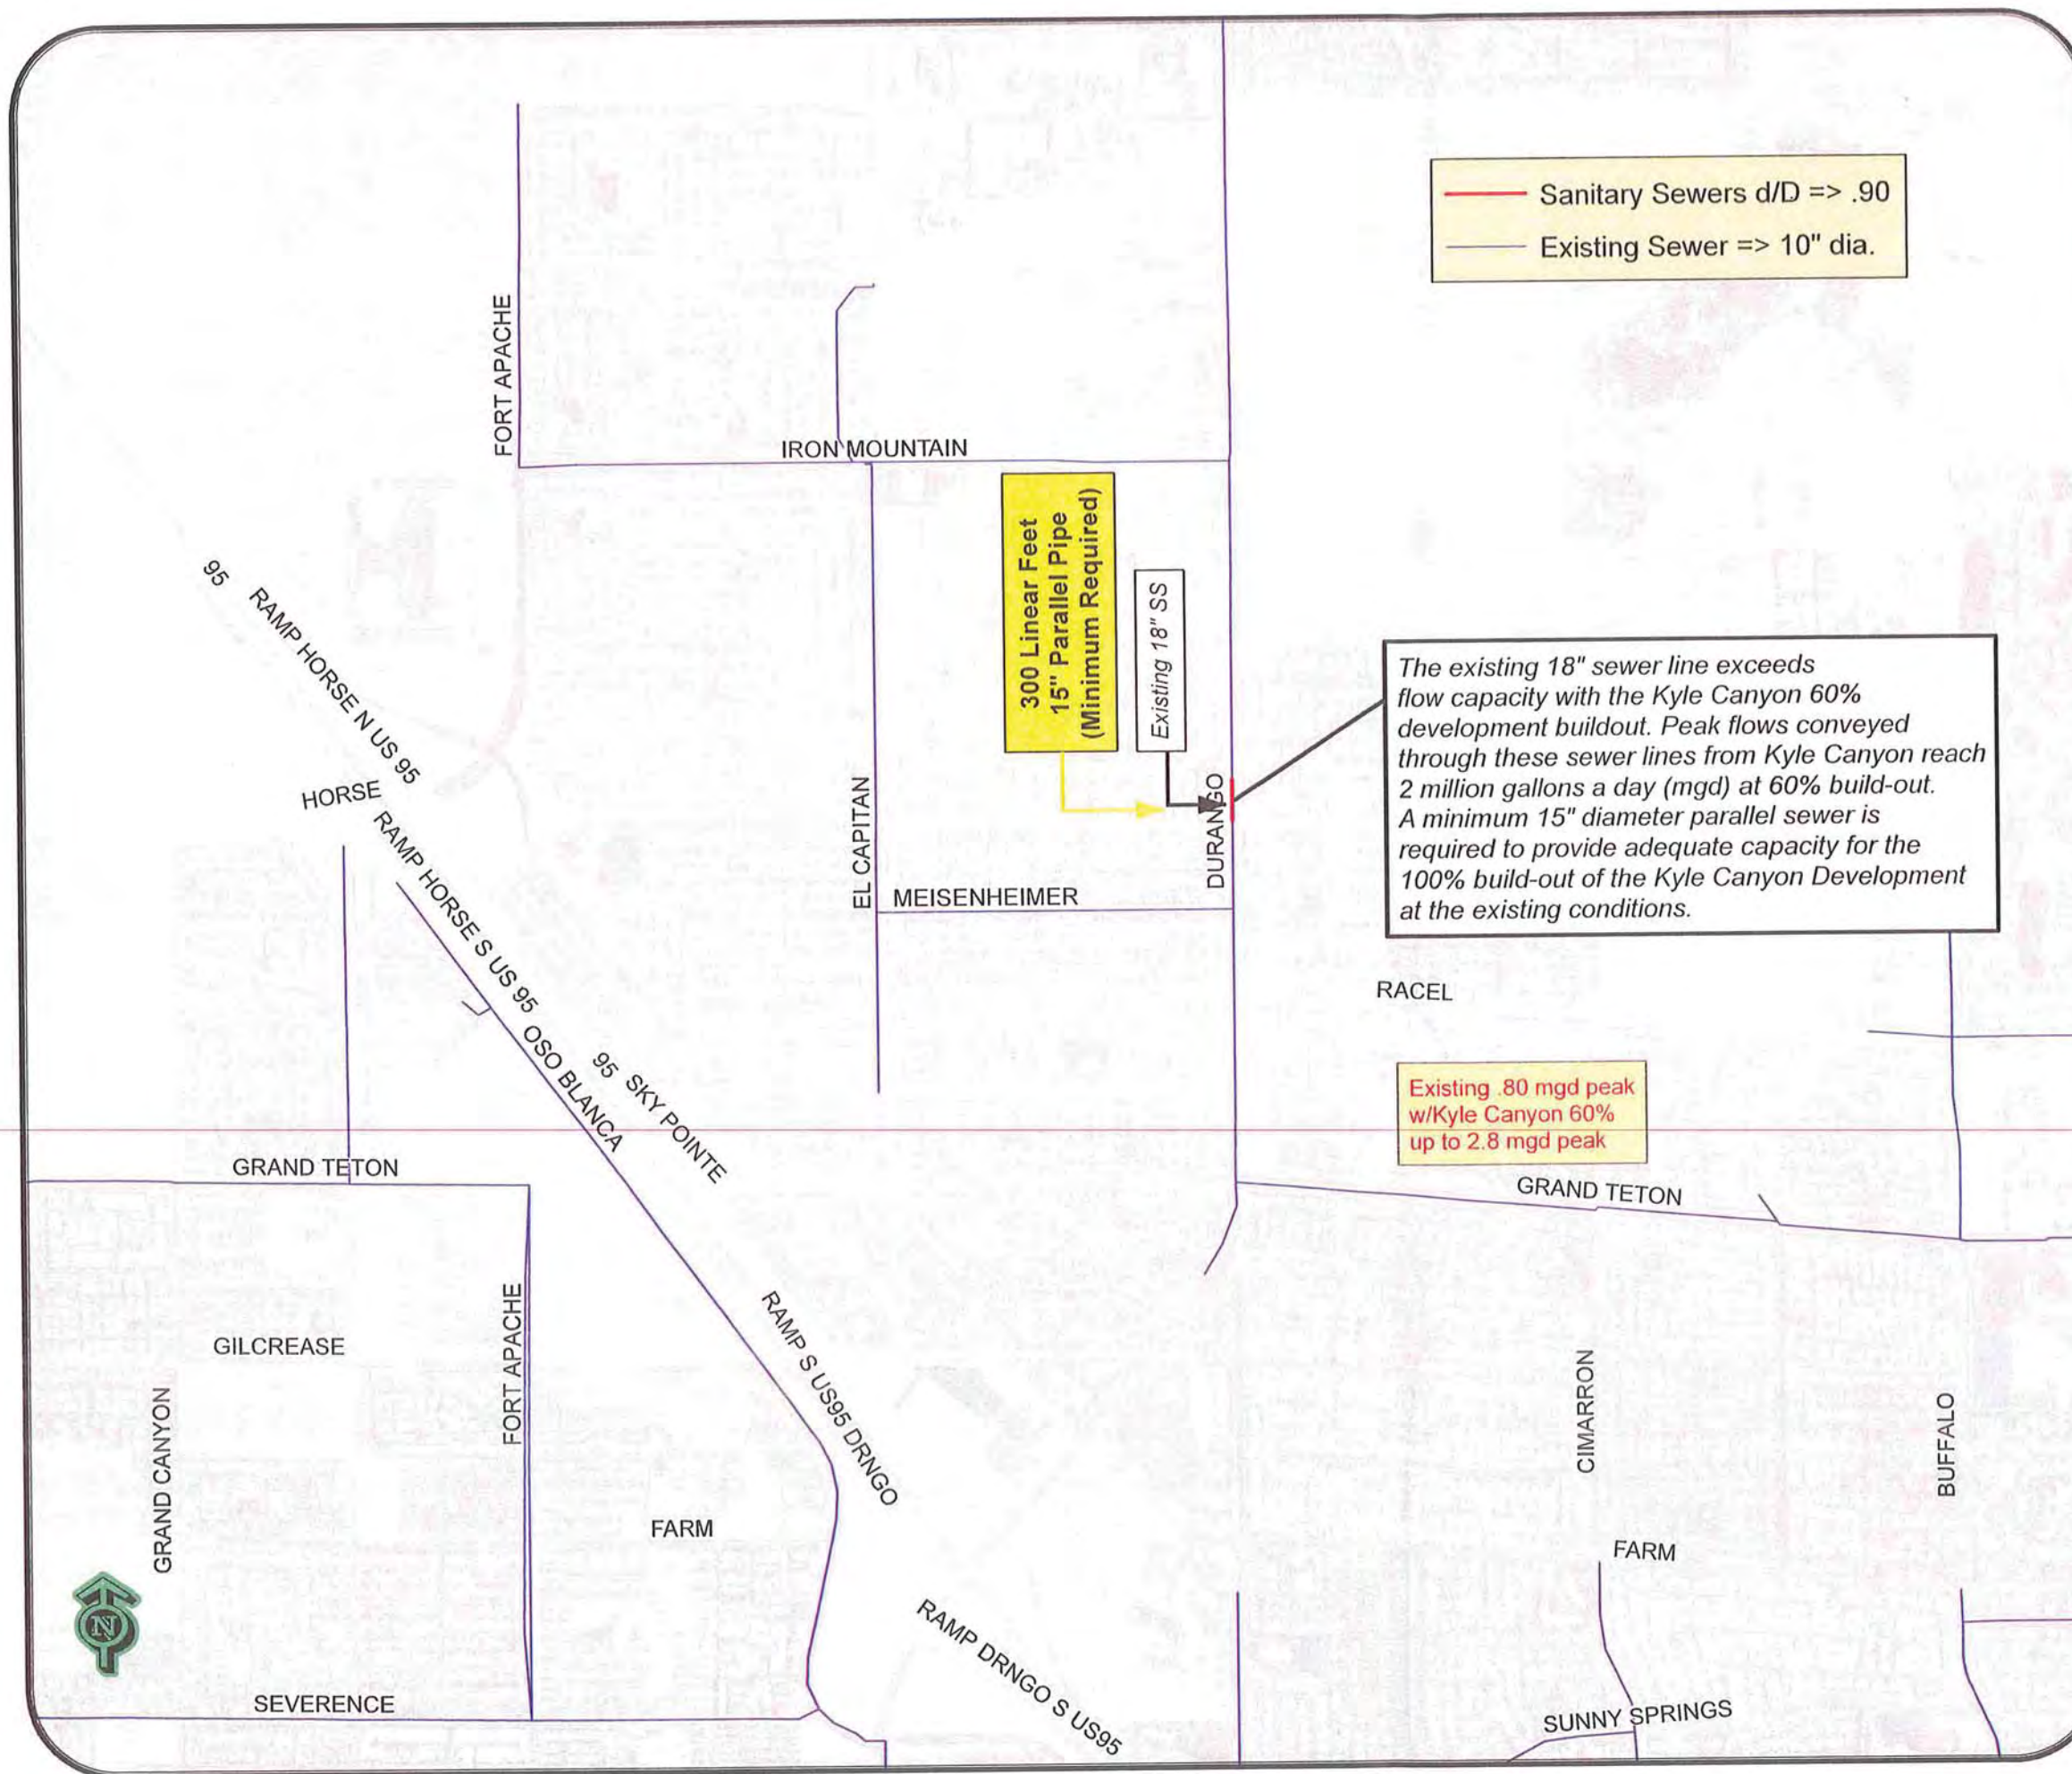 Sanitary Sewers d/D => .90
Existing Sewer => 10" dia.
FORT APACHE
IRON MOUNTAIN
300 Linear Feet
15" Parallel Pipe
(Minimum Required)
Existing 18" SS
95
RAMP HORSE N US 95
HORSE
RAMP HORSE S US 95
EL CAPITAN
DURANGO
MEISENHEIMER
The existing 18" sewer line exceeds
flow capacity with the Kyle Canyon 60%
development buildout. Peak flows conveyed
through these sewer lines from Kyle Canyon reach
2 million gallons a day (mgd) at 60% build-out.
A minimum 15" diameter parallel sewer is
required to provide adequate capacity for the
100% build-out of the Kyle Canyon Development
at the existing conditions.
RACEL
OSO BLANCA
95 SKY POINTE
Existing .80 mgd peak
w/Kyle Canyon 60%
up to 2.8 mgd peak
GRAND TETON
GRAND TETON
GILCREASE
GRAND CANYON
FORT APACHE
RAMP S US95 DRNGO
FARM
CIMARRON
BUFFALO
FARM
N
SEVERENCE
RAMP DRNGO S US95
SUNNY SPRINGS